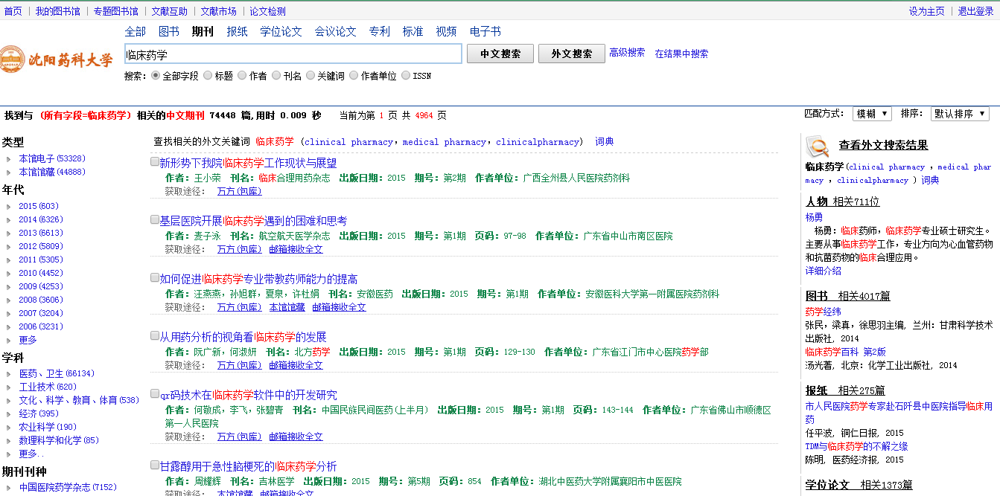 首页 | 我的图书馆 | 专题图书馆 | 文献互助 | 文献市场 | 论文检测 设为主页 | 退出登录
全部 图书 期刊 报纸 学位论文 会议论文 专利 标准 视频 电子书
沈阳药科大学
临床药学 中文搜索 外文搜索 高级搜索 在结果中搜索
搜索: 全部字段 标题 作者 刊名 关键词 作者单位 ISSN
找到与 (所有字段=临床药学) 相关的中文期刊 74448 篇,用时 0.009 秒 当前为第 1 页 共 4964 页
匹配方式: 模糊 ▼ 排序: 默认排序 ▼
类型
本馆电子(53328)
本馆馆藏(44888)
年代
2015(603)
2014(6326)
2013(6613)
2012(5809)
2011(5305)
2010(4452)
2009(4253)
2008(3606)
2007(3204)
2006(3231)
更多
学科
医药、卫生(66134)
工业技术(620)
文化、科学、教育、体育(538)
经济(395)
农业科学(190)
数理科学和化学(85)
更多..
期刊刊种
中国医院药学杂志(7152)
查找相关的外文关键词 临床药学 (clinical pharmacy，medical pharmacy，clinicalpharmacy) 词典
新形势下我院临床药学工作现状与展望
作者：王小荣 刊名：临床合理用药杂志 出版日期：2015 期号：第2期 作者单位：广西全州县人民医院药剂科
获取途径： 万方(包库)
基层医院开展临床药学遇到的困难和思考
作者：麦子泳 刊名：航空航天医学杂志 出版日期：2015 期号：第1期 页码：97-98 作者单位：广东省中山市南区医院
获取途径： 万方(包库) 邮箱接收全文
如何促进临床药学专业带教药师能力的提高
作者：汪燕燕，孙旭群，夏泉，许杜娟 刊名：安徽医药 出版日期：2015 期号：第1期 作者单位：安徽医科大学第一附属医院药剂科
获取途径： 万方(包库) 本馆馆藏 邮箱接收全文
从用药分析的视角看临床药学的发展
作者：阮广新，何淑妍 刊名：北方药学 出版日期：2015 期号：第1期 页码：129-130 作者单位：广东省江门市中心医院药学部
获取途径： 万方(包库) 邮箱接收全文
qr码技术在临床药学软件中的开发研究
作者：何敬成，李飞，张碧青 刊名：中国民族民间医药(上半月) 出版日期：2015 期号：第1期 页码：143-144 作者单位：广东省佛山市顺德区
第一人民医院
获取途径： 万方(包库) 邮箱接收全文
甘露醇用于急性脑梗死的临床药学分析
作者：周耀辉 刊名：吉林医学 出版日期：2015 期号：第5期 页码：854 作者单位：湖北中医药大学附属襄阳市中医医院
获取途径： 本馆馆藏 邮箱接收全文
查看外文搜索结果
临床药学(clinical pharmacy ，medical phar
macy ，clinicalpharmacy ) 词典
人物 相关711位
杨勇
杨勇：临床药师，临床药学专业硕士研究生。
主要从事临床药学工作，专业方向为心血管药物
和抗菌药物的临床合理应用。
详细介绍
图书 相关4017篇
药学经纬
张民，梁真，徐思羽主编，兰州：甘肃科学技术
出版社，2014
临床药学百科 第2版
汤光著，北京：化学工业出版社，2014
报纸 相关275篇
市人民医院药学专家赴石阡县中医院指导临床用
药
任平波，铜仁日报，2015
TDM与临床药学的不解之缘
陈明，医药经济报，2015
学位论文 相关1373篇